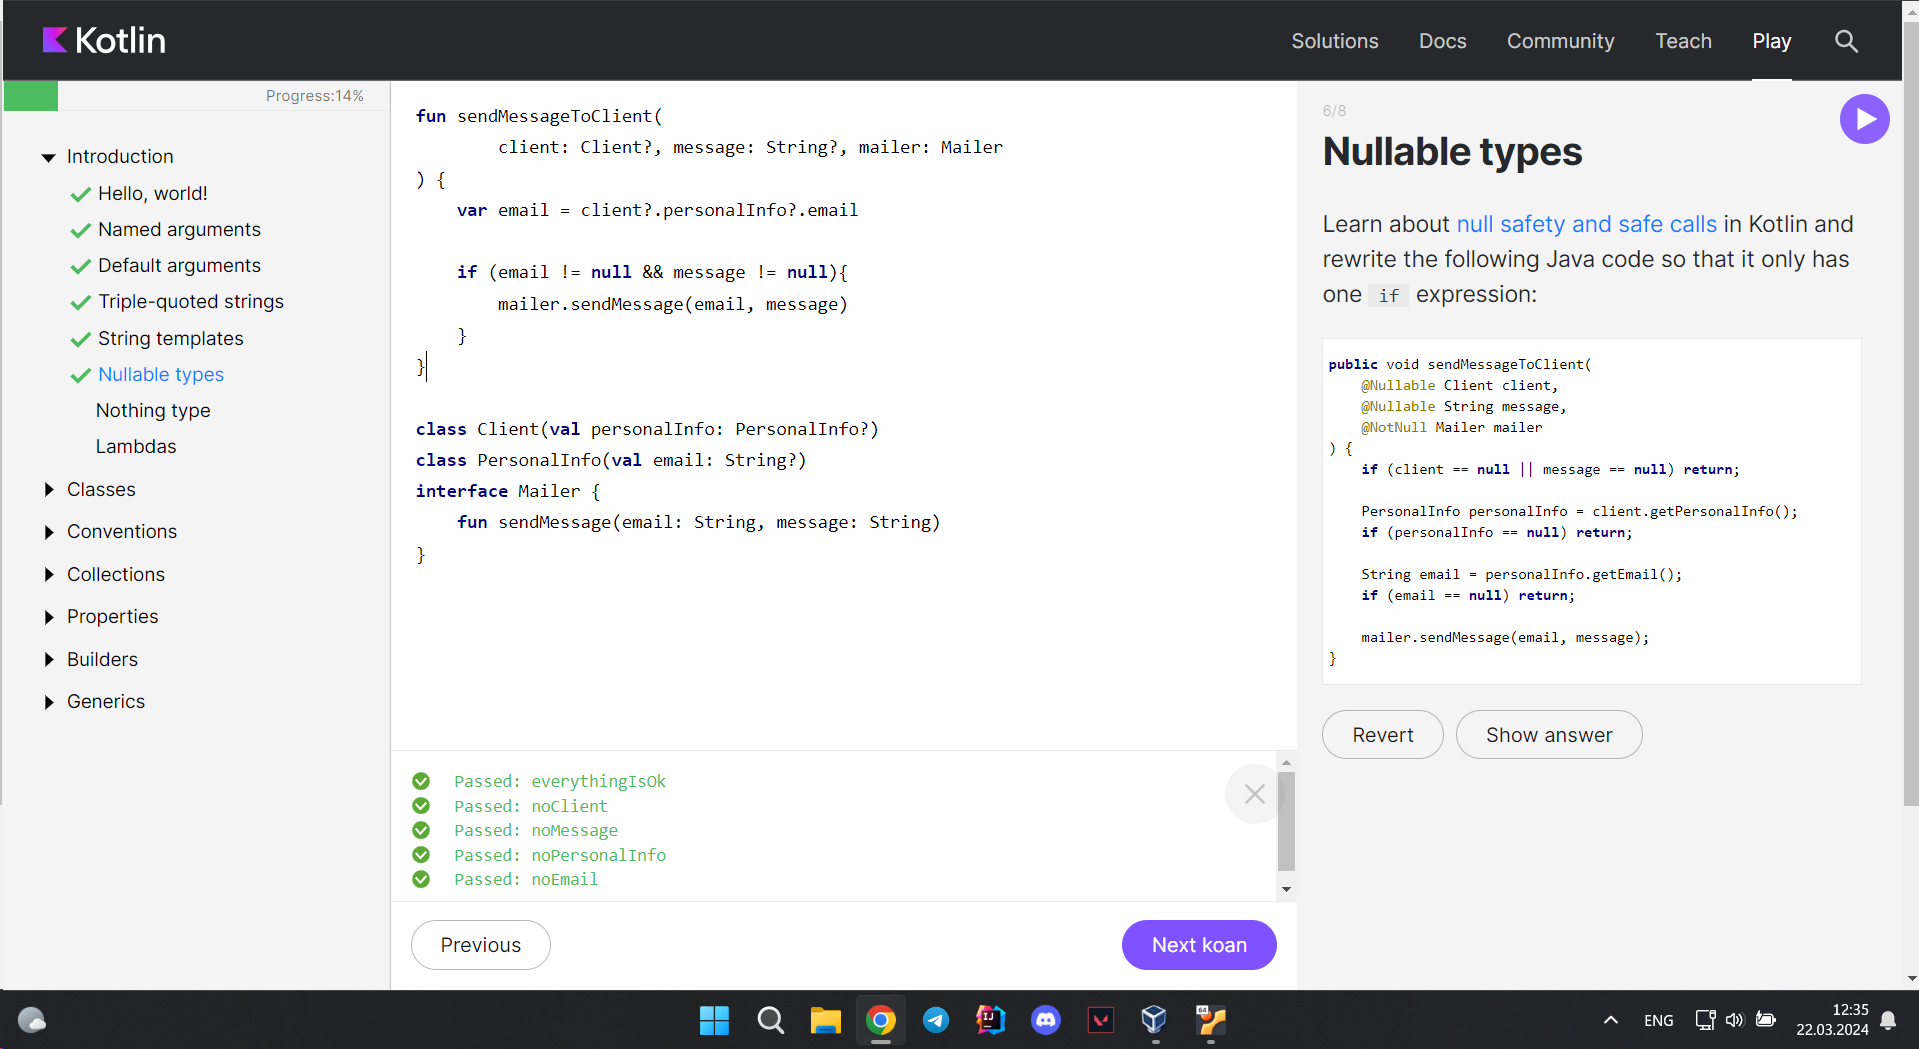 Kotlin
Solutions Docs Community Teach Play
Progress:14%
Introduction
Hello, world!
Named arguments
Default arguments
Triple-quoted strings
String templates
Nullable types
Nothing type
Lambdas
Classes
Conventions
Collections
Properties
Builders
Generics
fun sendMessageToClient(
        client: Client?, message: String?, mailer: Mailer
) {
    var email = client?.personalInfo?.email
    if (email != null && message != null){
        mailer.sendMessage(email, message)
    }
}
class Client(val personalInfo: PersonalInfo?)
class PersonalInfo(val email: String?)
interface Mailer {
    fun sendMessage(email: String, message: String)
}
Passed: everythingIsOk
Passed: noClient
Passed: noMessage
Passed: noPersonalInfo
Passed: noEmail
Previous
Next koan
6/8
Nullable types
Learn about null safety and safe calls in Kotlin and
rewrite the following Java code so that it only has
one if expression:
public void sendMessageToClient(
    @Nullable Client client,
    @Nullable String message,
    @NotNull Mailer mailer
) {
    if (client == null || message == null) return;
    PersonalInfo personalInfo = client.getPersonalInfo();
    if (personalInfo == null) return;
    String email = personalInfo.getEmail();
    if (email == null) return;
    mailer.sendMessage(email, message);
}
Revert
Show answer
IJ
64
ENG
12:35
22.03.2024